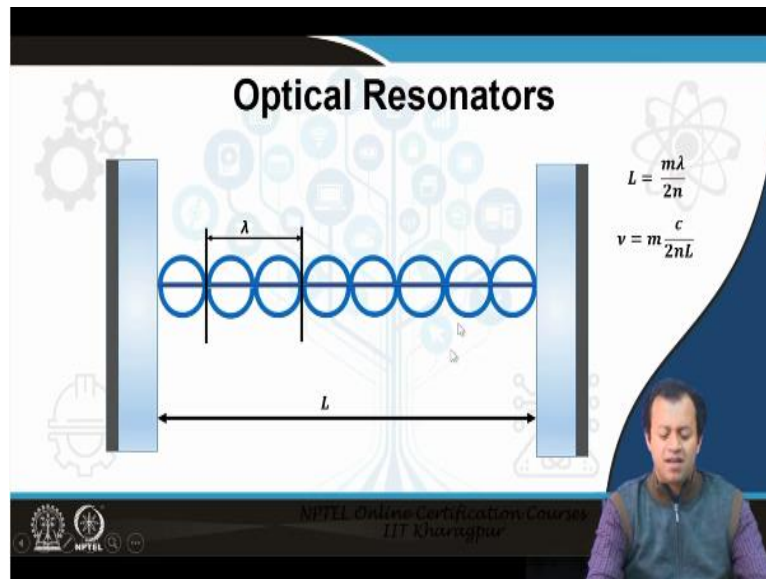 Optical Resonators
L = mλ/2n
ν = m c/2nL
λ
L
NPTEL Online Certification Courses
IIT Kharagpur
NPTEL